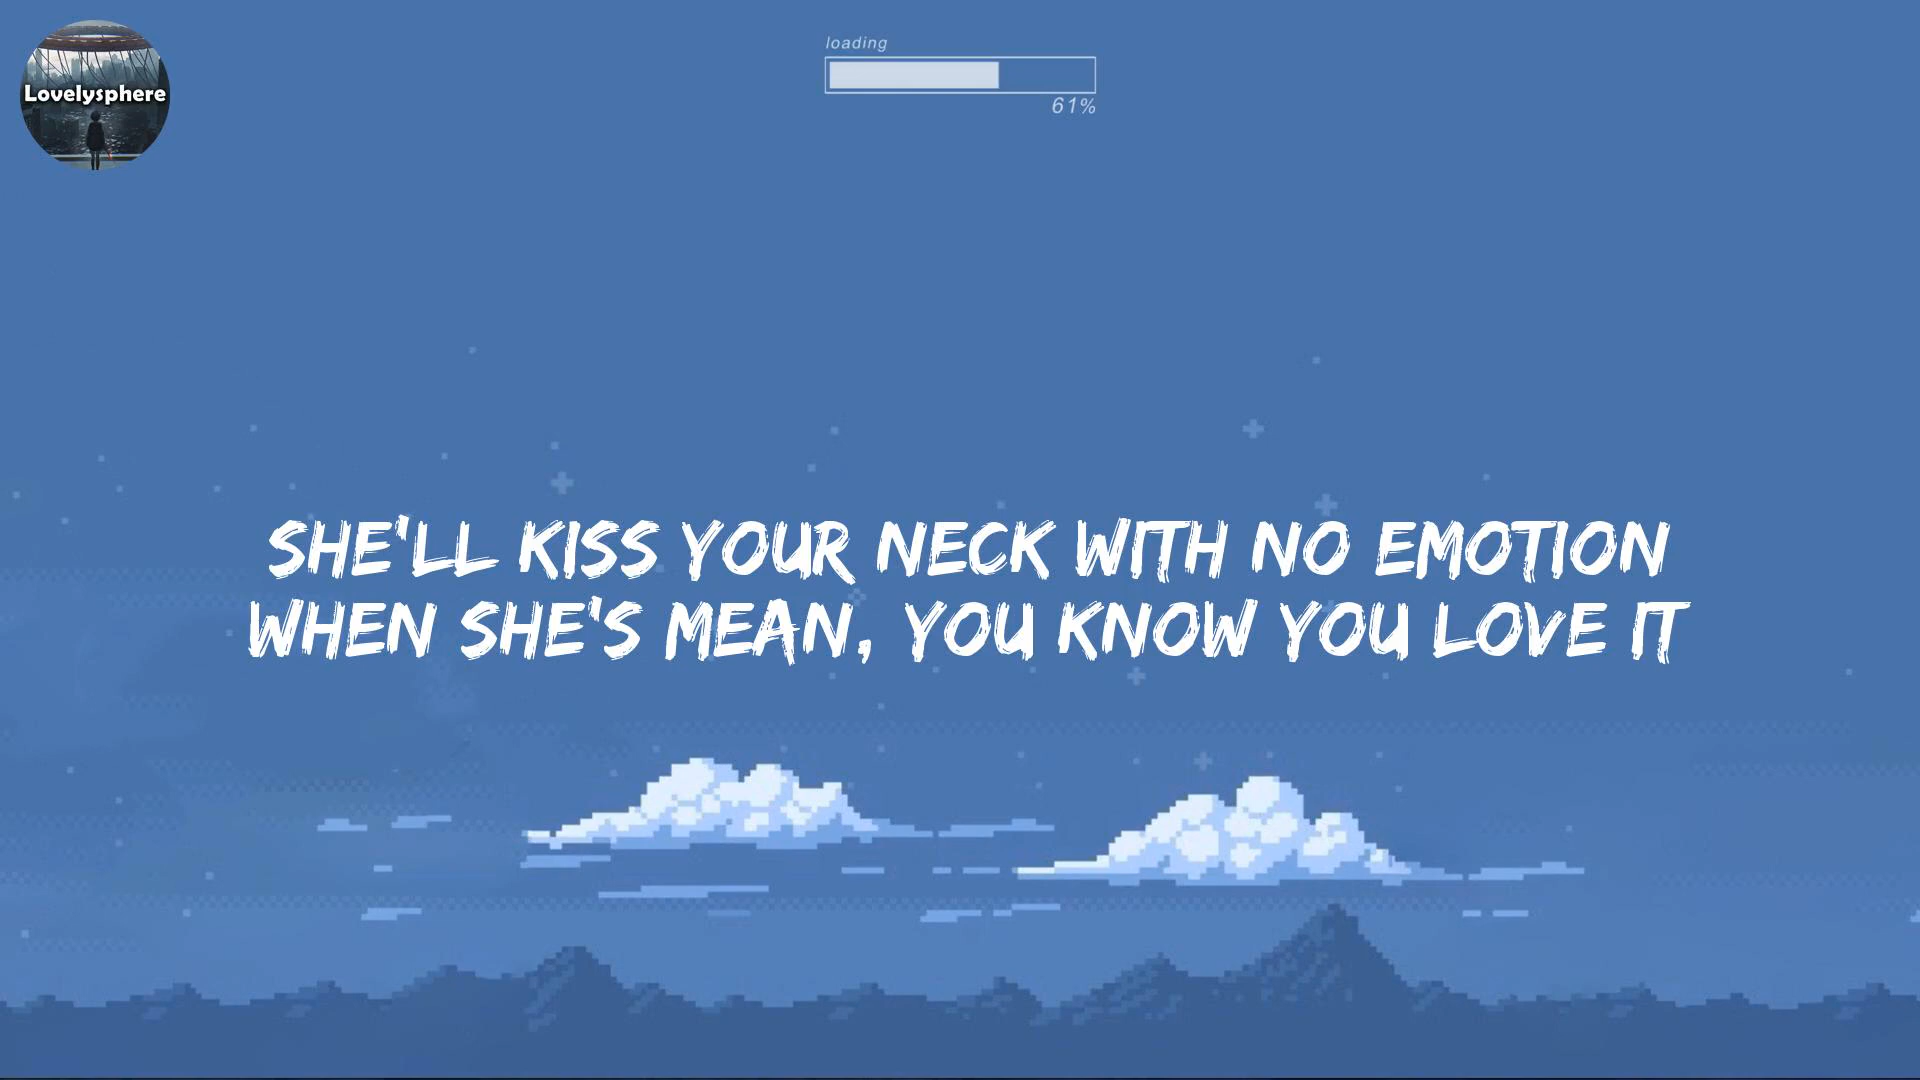 Lovelysphere
loading
61%
SHE'LL KISS YOUR NECK WITH NO EMOTION
WHEN SHE'S MEAN, YOU KNOW YOU LOVE IT